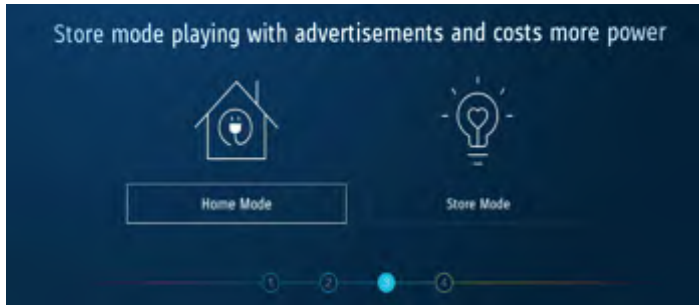 Store mode playing with advertisements and costs more power
Home Mode
Store Mode
1 2 3 4